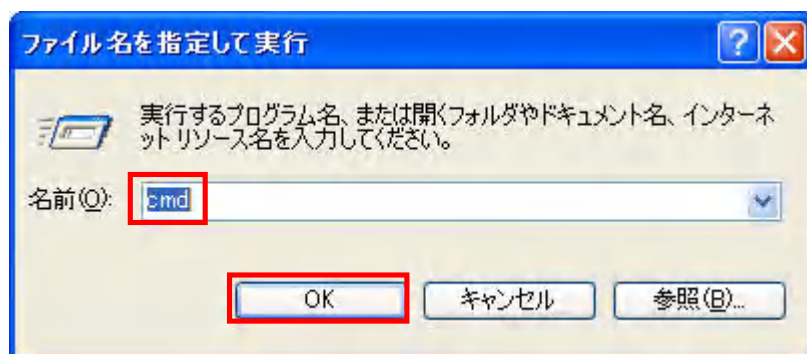 ファイル名を指定して実行
実行するプログラム名、または開くフォルダやドキュメント名、インターネ
ット リソース名を入力してください。
名前(O):
cmd
OK
キャンセル
参照(B)...